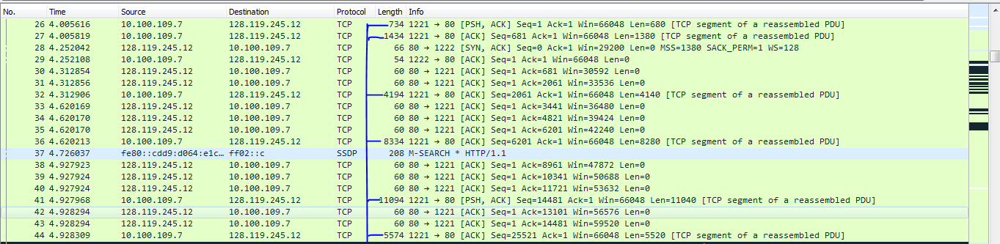 No. Time Source Destination Protocol Length Info
26 4.005616 10.100.109.7 128.119.245.12 TCP 734 1221 → 80 [PSH, ACK] Seq=1 Ack=1 Win=66048 Len=680 [TCP segment of a reassembled PDU]
27 4.005819 10.100.109.7 128.119.245.12 TCP 1434 1221 → 80 [ACK] Seq=681 Ack=1 Win=66048 Len=1380 [TCP segment of a reassembled PDU]
28 4.252042 128.119.245.12 10.100.109.7 TCP 66 80 → 1222 [SYN, ACK] Seq=0 Ack=1 Win=29200 Len=0 MSS=1380 SACK_PERM=1 WS=128
29 4.252108 10.100.109.7 128.119.245.12 TCP 54 1222 → 80 [ACK] Seq=1 Ack=1 Win=66048 Len=0
30 4.312854 128.119.245.12 10.100.109.7 TCP 60 80 → 1221 [ACK] Seq=1 Ack=681 Win=30592 Len=0
31 4.312856 128.119.245.12 10.100.109.7 TCP 60 80 → 1221 [ACK] Seq=1 Ack=2061 Win=33536 Len=0
32 4.312906 10.100.109.7 128.119.245.12 TCP 4194 1221 → 80 [ACK] Seq=2061 Ack=1 Win=66048 Len=4140 [TCP segment of a reassembled PDU]
33 4.620169 128.119.245.12 10.100.109.7 TCP 60 80 → 1221 [ACK] Seq=1 Ack=3441 Win=36480 Len=0
34 4.620170 128.119.245.12 10.100.109.7 TCP 60 80 → 1221 [ACK] Seq=1 Ack=4821 Win=39424 Len=0
35 4.620170 128.119.245.12 10.100.109.7 TCP 60 80 → 1221 [ACK] Seq=1 Ack=6201 Win=42240 Len=0
36 4.620213 10.100.109.7 128.119.245.12 TCP 8334 1221 → 80 [ACK] Seq=6201 Ack=1 Win=66048 Len=8280 [TCP segment of a reassembled PDU]
37 4.726037 fe80::cdd9:d064:e1c… ff02::c SSDP 208 M-SEARCH * HTTP/1.1
38 4.927923 128.119.245.12 10.100.109.7 TCP 60 80 → 1221 [ACK] Seq=1 Ack=8961 Win=47872 Len=0
39 4.927924 128.119.245.12 10.100.109.7 TCP 60 80 → 1221 [ACK] Seq=1 Ack=10341 Win=50688 Len=0
40 4.927924 128.119.245.12 10.100.109.7 TCP 60 80 → 1221 [ACK] Seq=1 Ack=11721 Win=53632 Len=0
41 4.927968 10.100.109.7 128.119.245.12 TCP 11094 1221 → 80 [PSH, ACK] Seq=14481 Ack=1 Win=66048 Len=11040 [TCP segment of a reassembled PDU]
42 4.928294 128.119.245.12 10.100.109.7 TCP 60 80 → 1221 [ACK] Seq=1 Ack=13101 Win=56576 Len=0
43 4.928294 128.119.245.12 10.100.109.7 TCP 60 80 → 1221 [ACK] Seq=1 Ack=14481 Win=59520 Len=0
44 4.928309 10.100.109.7 128.119.245.12 TCP 5574 1221 → 80 [ACK] Seq=25521 Ack=1 Win=66048 Len=5520 [TCP segment of a reassembled PDU]